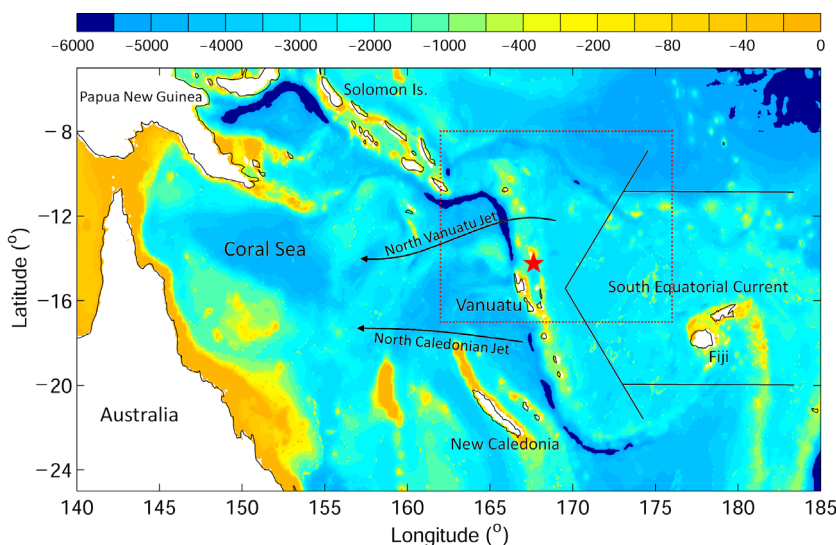 -6000 -5000 -4000 -3000 -2000 -1000 -400 -200 -80 -40 0
Papua New Guinea
Solomon Is.
North Vanuatu Jet
Coral Sea
Vanuatu
South Equatorial Current
North Caledonian Jet
Fiji
Australia
New Caledonia
−8
−12
−16
−20
−24
Latitude (o)
140 145 150 155 160 165 170 175 180 185
Longitude (o)